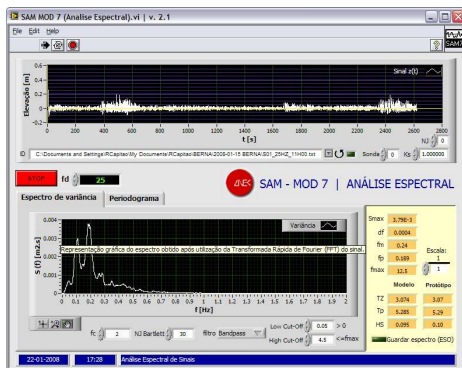 SAM MOD 7 (Analise Espectral).vi | v. 2.1
File Edit Help
SAM7
Sinal z(t)
Elevação [m]
0.6
0.4
0.2
0
-0.2
0 200 400 600 800 1000 1200 1400 1600 1800 2000 2200 2400 2600 2800
t [s]
NJ 0
ID C:\Documents and Settings\RCapitao\My Documents\RCapitao\BERNA\2008-01-15 BERNA\S01_25HZ_11H00.txt Sonde 0 Ks 1.000000
STOP fd 25
SAM - MOD 7 | ANÁLISE ESPECTRAL
Espectro de variância Periodograma
Variância
Representação gráfica do espectro obtido após utilização da Transformada Rápida de Fourier (FFT) do sinal.
S (f) [m2.s]
0.004
0.003
0.002
0.001
0
0 0.1 0.2 0.3 0.4 0.5 0.6 0.7 0.8 0.9 1 1.1 1.2 1.3 1.4 1.5 1.6 1.7 1.8 1.9 2
f [Hz]
fc 2 NJ Bartlett 30 filtro Bandpass
Low Cut-Off 0.05 > 0
High Cut-Off 4.5 <=fmax
Smax 3.79E-3
df 0.0004
fm 0.24
fp 0.189
fmax 12.5
Escala:
1
1
Modelo Protótipo
TZ 3.074 3.07
Tp 5.285 5.29
HS 0.095 0.10
Guardar espectro (ESO)
22-01-2008 17:28 Análise Espectral de Sinais